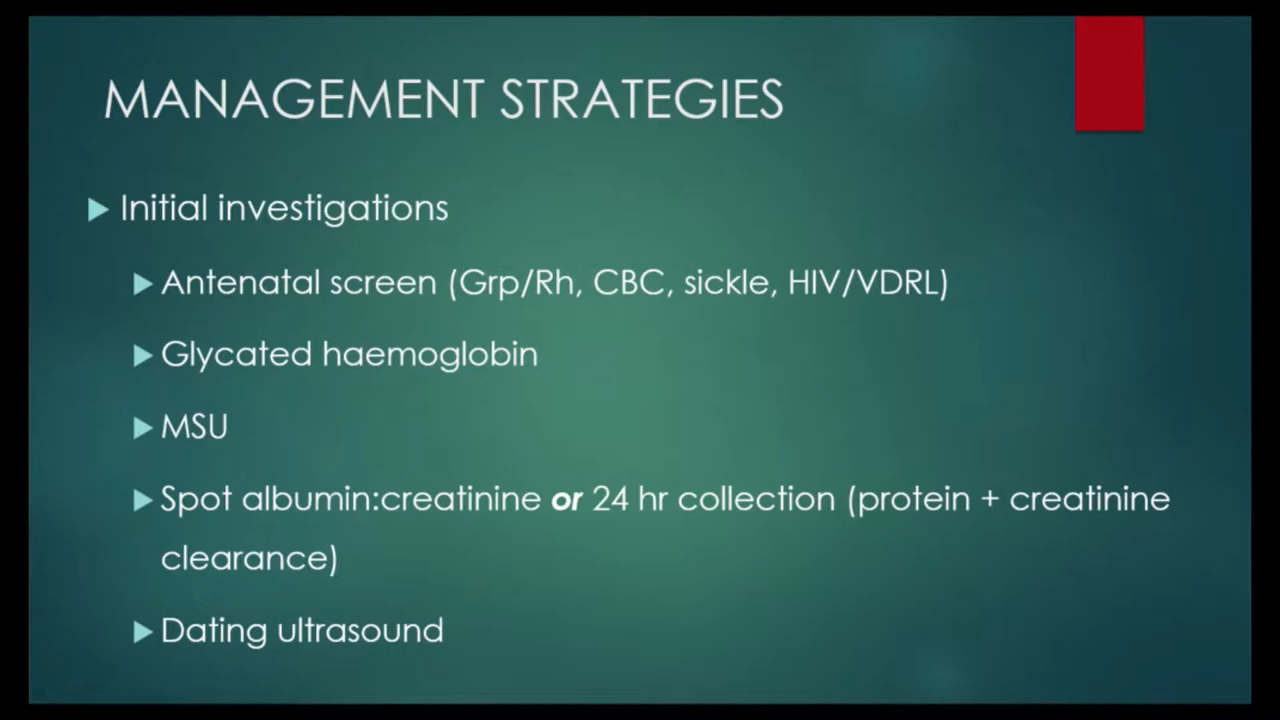 MANAGEMENT STRATEGIES
Initial investigations
Antenatal screen (Grp/Rh, CBC, sickle, HIV/VDRL)
Glycated haemoglobin
MSU
Spot albumin:creatinine or 24 hr collection (protein + creatinine
clearance)
Dating ultrasound